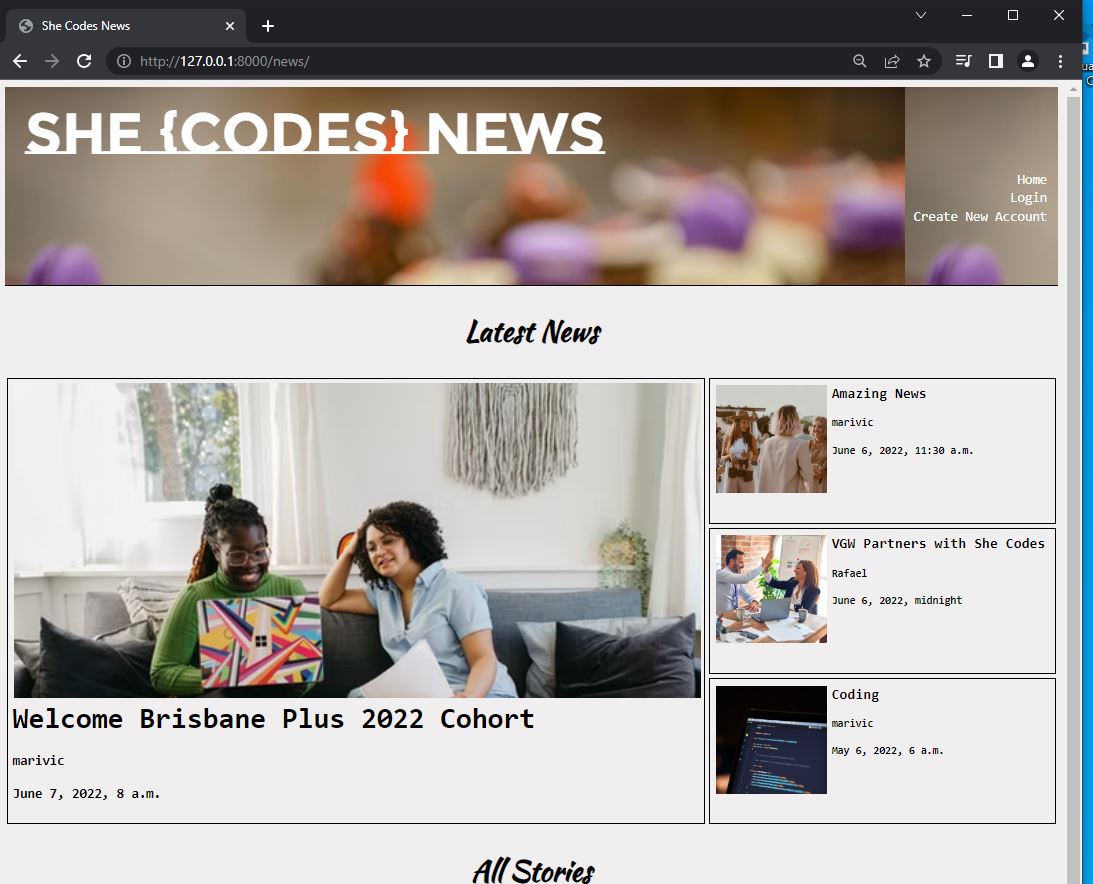 She Codes News
http://127.0.0.1:8000/news/
SHE {CODES} NEWS
Home
Login
Create New Account
Latest News
Welcome Brisbane Plus 2022 Cohort
marivic
June 7, 2022, 8 a.m.
Amazing News
marivic
June 6, 2022, 11:30 a.m.
VGW Partners with She Codes
Rafael
June 6, 2022, midnight
Coding
marivic
May 6, 2022, 6 a.m.
All Stories